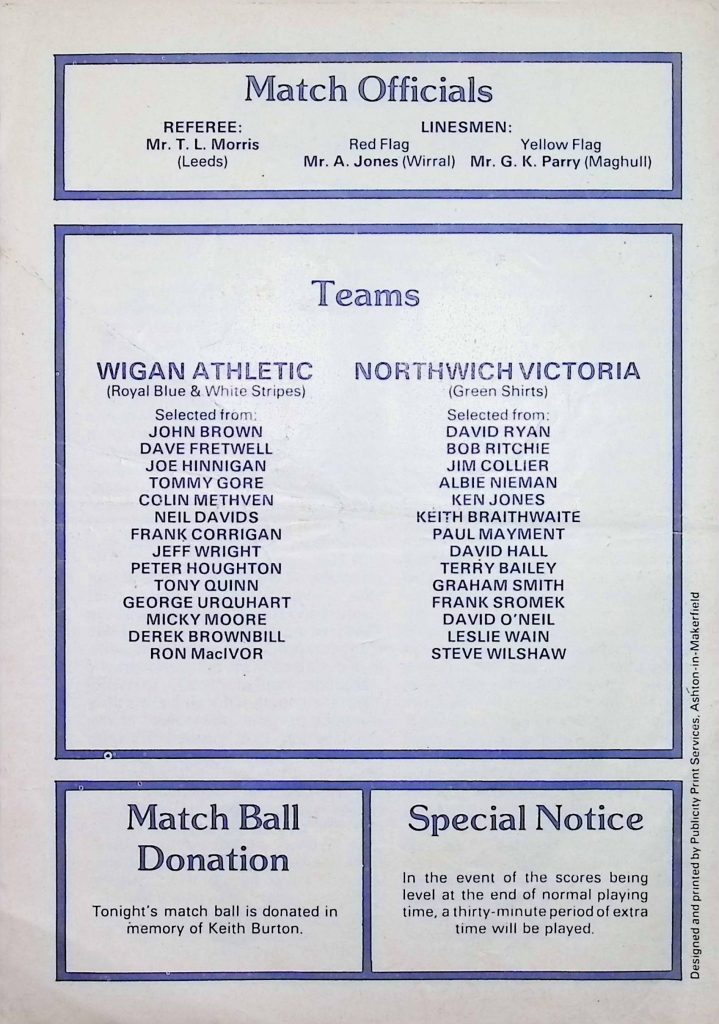 Match Officials
REFEREE:
Mr. T. L. Morris
(Leeds)
LINESMEN:
Red Flag
Mr. A. Jones (Wirral)
Yellow Flag
Mr. G. K. Parry (Maghull)
Teams
WIGAN ATHLETIC
(Royal Blue & White Stripes)
Selected from:
JOHN BROWN
DAVE FRETWELL
JOE HINNIGAN
TOMMY GORE
COLIN METHVEN
NEIL DAVIDS
FRANK CORRIGAN
JEFF WRIGHT
PETER HOUGHTON
TONY QUINN
GEORGE URQUHART
MICKY MOORE
DEREK BROWNBILL
RON MacIVOR
NORTHWICH VICTORIA
(Green Shirts)
Selected from:
DAVID RYAN
BOB RITCHIE
JIM COLLIER
ALBIE NIEMAN
KEN JONES
KEITH BRAITHWAITE
PAUL MAYMENT
DAVID HALL
TERRY BAILEY
GRAHAM SMITH
FRANK SROMEK
DAVID O'NEIL
LESLIE WAIN
STEVE WILSHAW
Match Ball
Donation
Tonight's match ball is donated in
memory of Keith Burton.
Special Notice
In the event of the scores being
level at the end of normal playing
time, a thirty-minute period of extra
time will be played.
Designed and printed by Publicity Print Services, Ashton-in-Makerfield